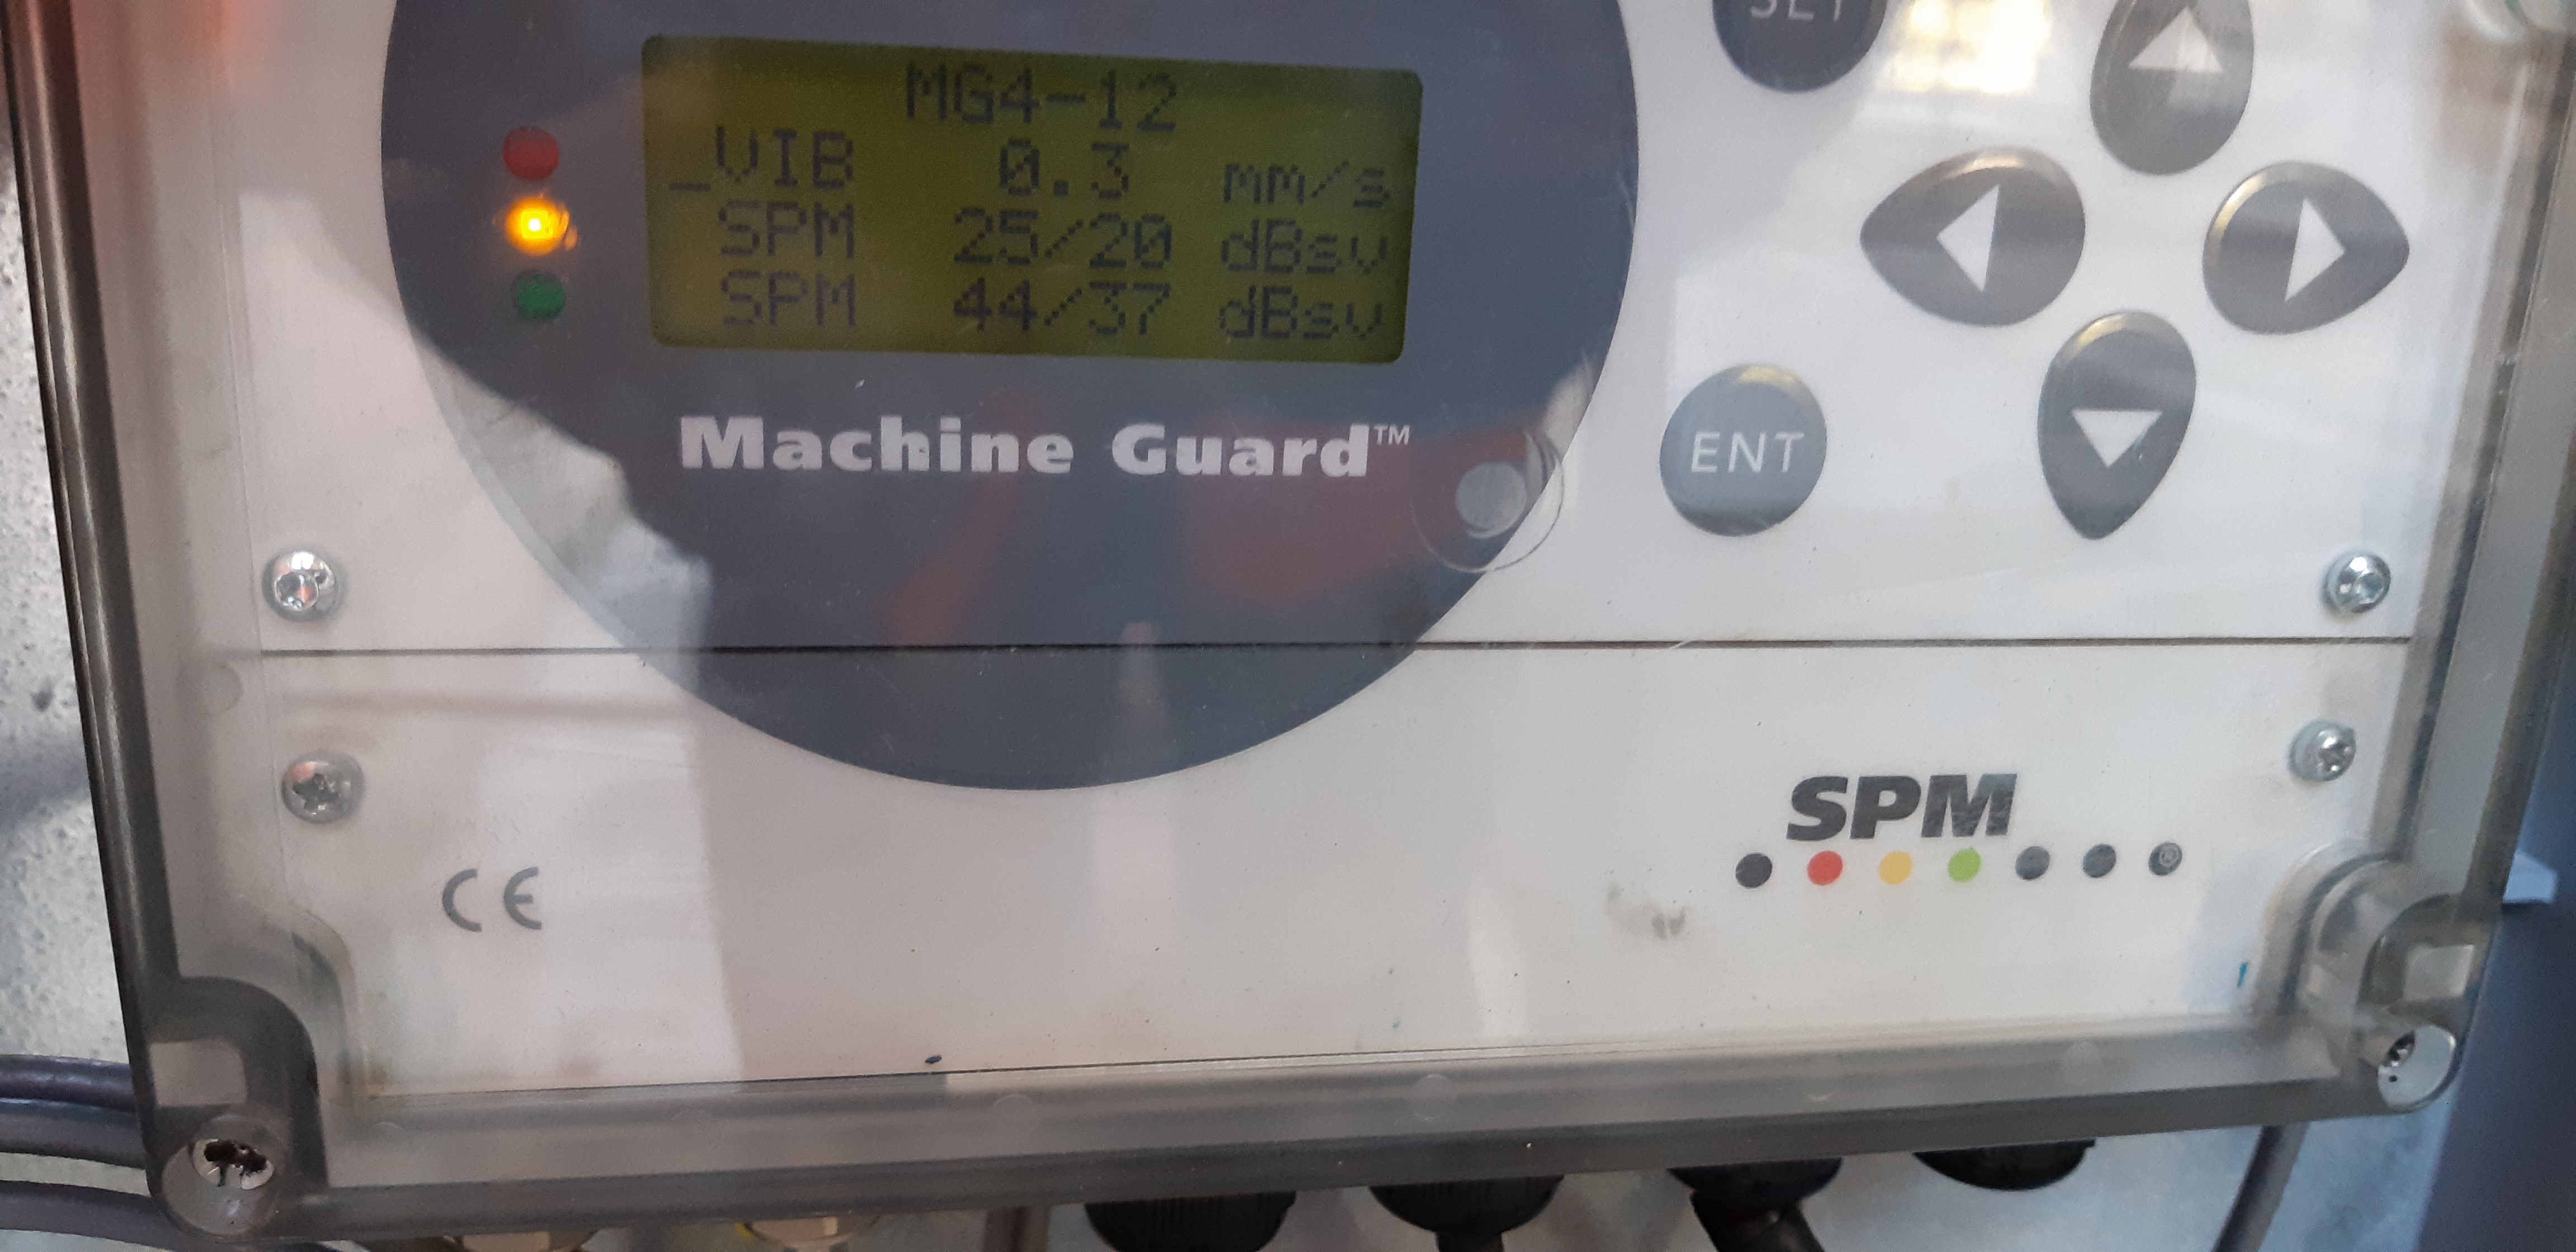 SET
MG4-12
_VIB 0.3 mm/s
SPM 25/20 dBsv
SPM 44/37 dBsv
Machine Guard™
ENT
SPM
®
CE